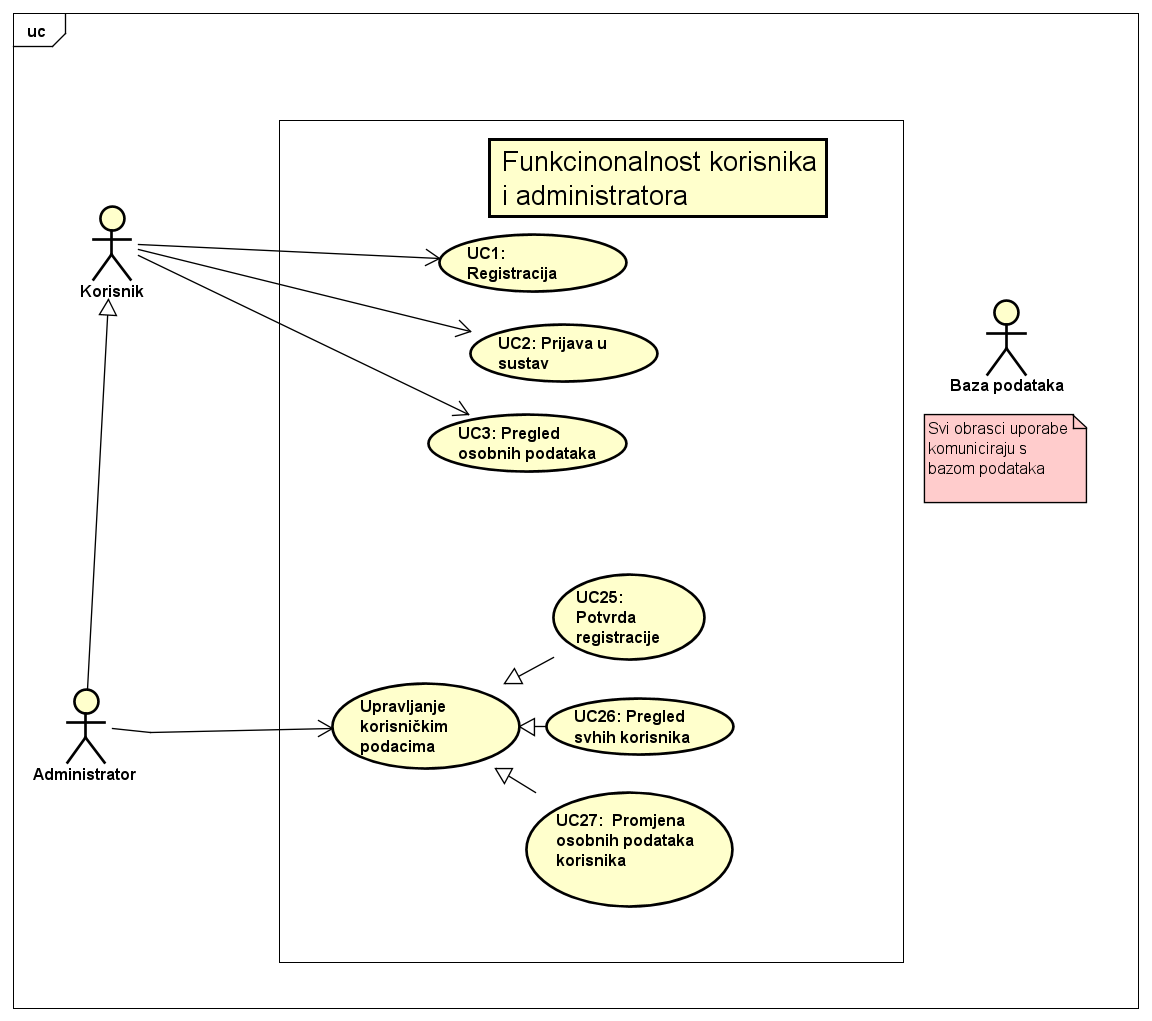 uc
Funkcinonalnost korisnika
i administratora
Korisnik
UC1:
Registracija
UC2: Prijava u
sustav
UC3: Pregled
osobnih podataka
Baza podataka
Svi obrasci uporabe
komuniciraju s
bazom podataka
UC25:
Potvrda
registracije
Upravljanje
korisničkim
podacima
UC26: Pregled
svhih korisnika
Administrator
UC27:  Promjena
osobnih podataka
korisnika